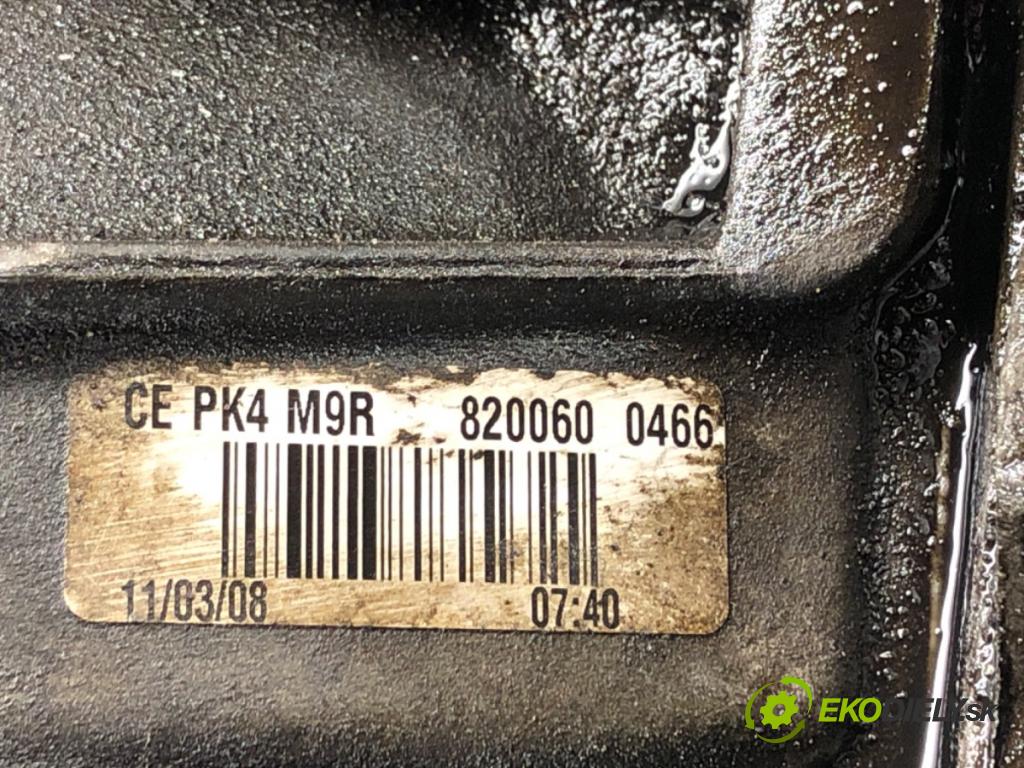 CE PK4 M9R 820060 0466
11/03/08 07:40
EKODIELY.sk